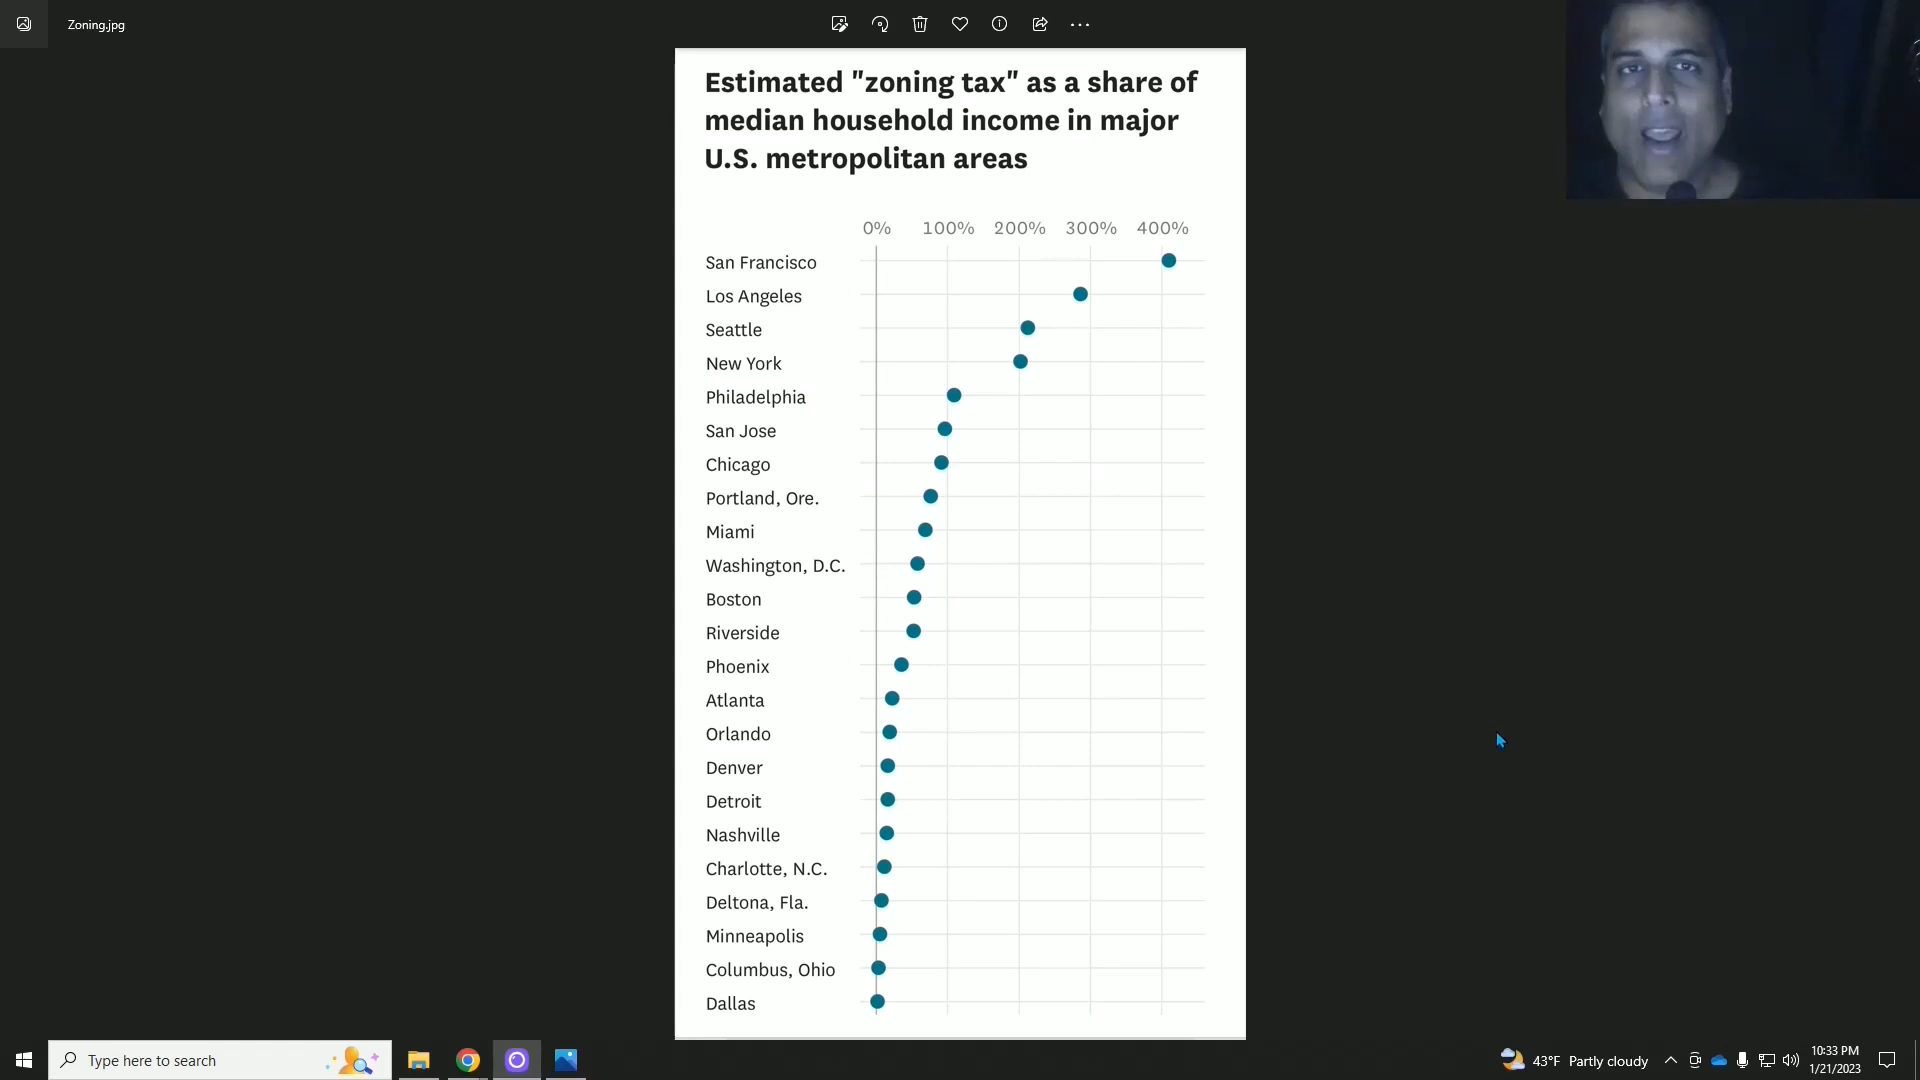 Zoning.jpg
Estimated "zoning tax" as a share of
median household income in major
U.S. metropolitan areas
0% 100% 200% 300% 400%
San Francisco
Los Angeles
Seattle
New York
Philadelphia
San Jose
Chicago
Portland, Ore.
Miami
Washington, D.C.
Boston
Riverside
Phoenix
Atlanta
Orlando
Denver
Detroit
Nashville
Charlotte, N.C.
Deltona, Fla.
Minneapolis
Columbus, Ohio
Dallas
Type here to search
43°F Partly cloudy
10:33 PM
1/21/2023